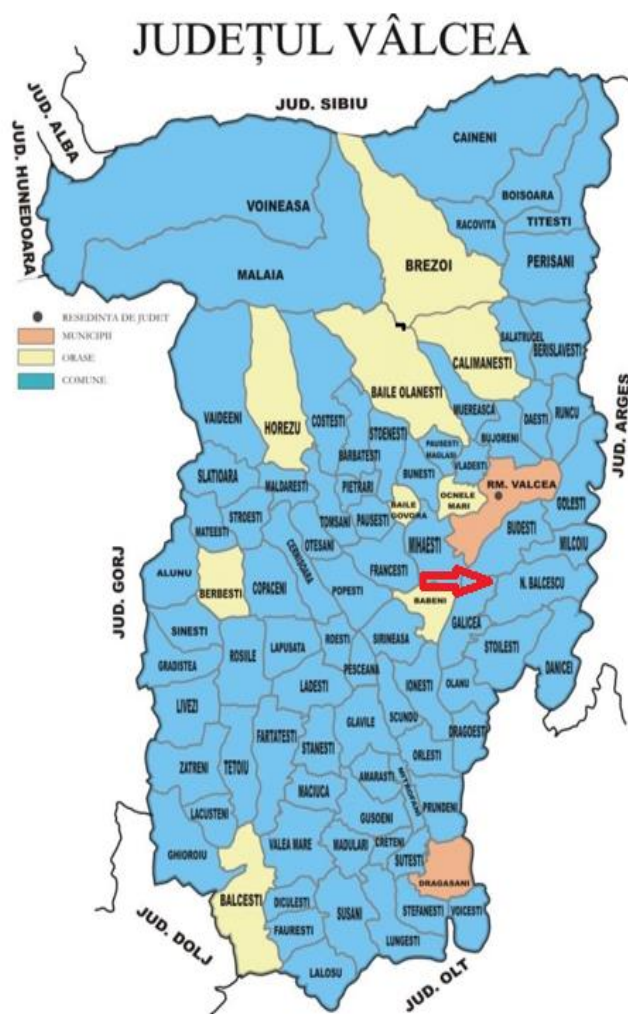 JUDEȚUL VÂLCEA
JUD. SIBIU
JUD. ALBA
JUD. HUNEDOARA
CAINENI
BOISOARA
VOINEASA
RACOVITA
TITESTI
BREZOI
PERISANI
MALAIA
RESEDINTA DE JUDET
MUNICIPII
ORASE
COMUNE
SALATRUCEL
BERISLAVESTI
CALIMANESTI
BAILE OLANESTI
JUD. ARGES
MUEREASCĂ
DAESTI
RUNCU
VAIDEENI
HOREZU
COSTESTI
STOENESTI
BUJORENI
PAUSESTI
MAGLASI
BARBATESTI
VLADESTI
SLATIOARA
BUNESTI
RM. VALCEA
MALDARESTI
PIETRARI
OCNELE
MARI
GOLESTI
BAILE
GOVORA
STROESTI
TOMSANI
PAUSESTI
BUDESTI
MATEESTI
OTESANI
MIHAESTI
MILCOIU
CERNISOARA
JUD. GORJ
ALUNU
FRANCESTI
COPACENI
N. BALCESCU
BERBESTI
POPESTI
BABENI
GALICEA
SINESTI
ROESTI
SIRINEASA
STOILESTI
ROSIILE
LAPUSATA
GRADISTEA
PESCEANA
DANICEI
LADESTI
IONESTI
OLANU
LIVEZI
SCUNDU
GLAVILE
FARTATESTI
DRAGOESTI
STANESTI
ORLESTI
ZATRENI
TETOIU
AMARASTI
MITROFANI
MACIUCA
LACUSTENI
PRUNDENI
GUSOENI
VALEA MARE
MADULARI
CRETENI
GHIOROIU
SUTESTI
DRAGASANI
BALCESTI
DICULESTI
SUSANI
STEFANESTI
VOICESTI
FAURESTI
LUNGESTI
JUD. DOLJ
LALOSU
JUD. OLT